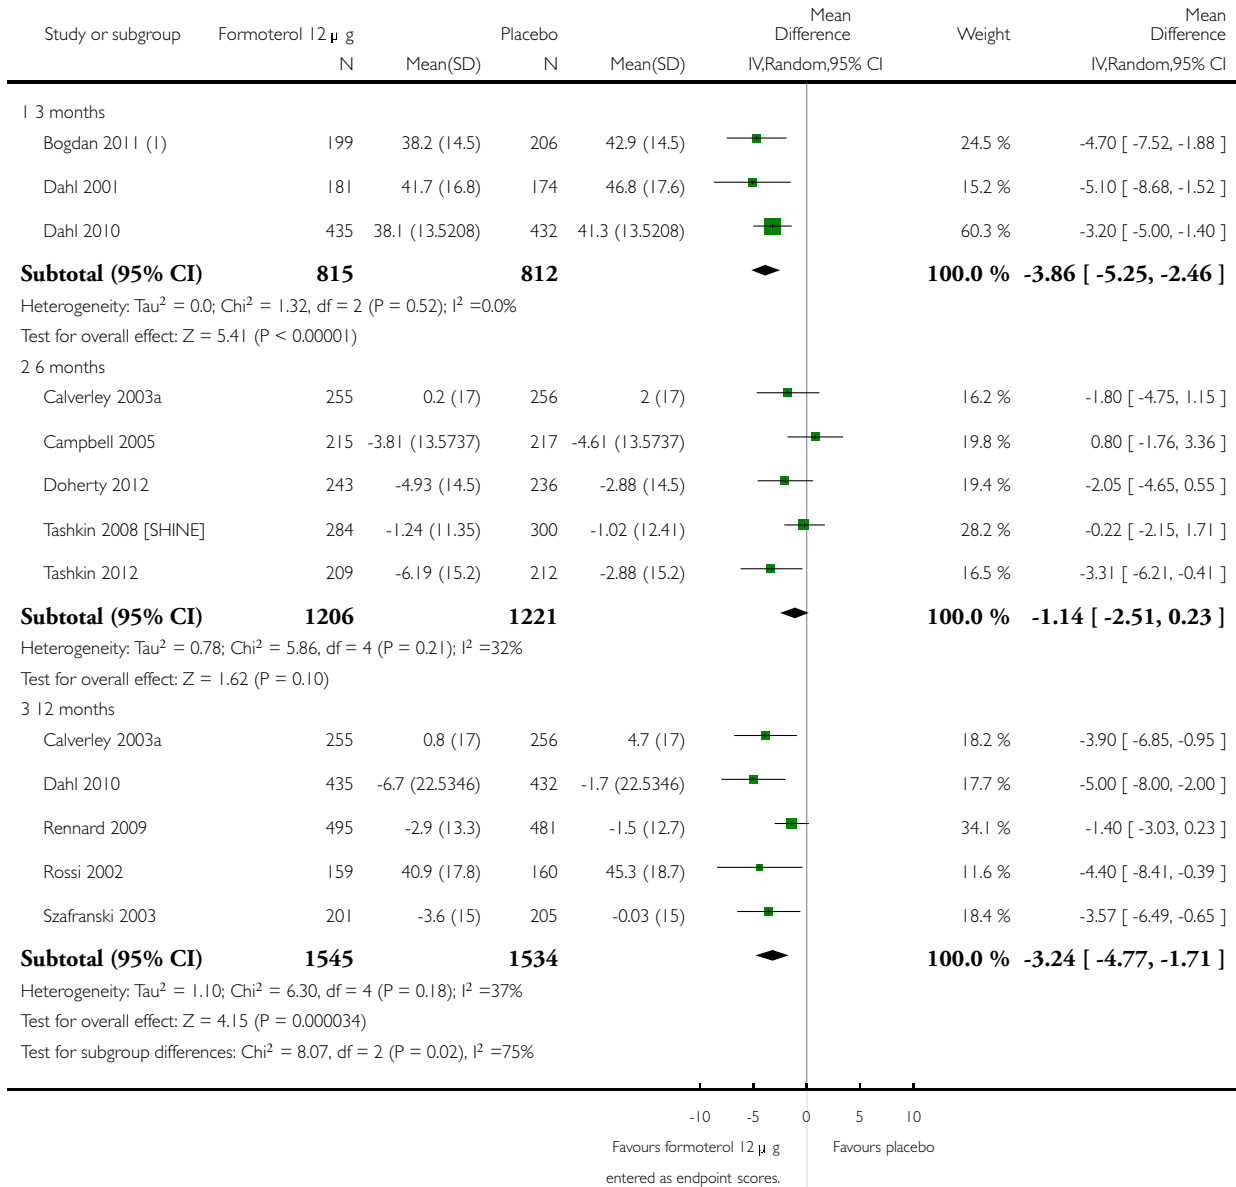 Mean Mean
Study or subgroup Formoterol 12 μ g Placebo Difference Weight Difference
N Mean(SD) N Mean(SD) IV,Random,95% CI IV,Random,95% CI
1 3 months
Bogdan 2011 (1) 199 38.2 (14.5) 206 42.9 (14.5) 24.5 % -4.70 [ -7.52, -1.88 ]
Dahl 2001 181 41.7 (16.8) 174 46.8 (17.6) 15.2 % -5.10 [ -8.68, -1.52 ]
Dahl 2010 435 38.1 (13.5208) 432 41.3 (13.5208) 60.3 % -3.20 [ -5.00, -1.40 ]
Subtotal (95% CI) 815 812 100.0 % -3.86 [ -5.25, -2.46 ]
Heterogeneity: Tau² = 0.0; Chi² = 1.32, df = 2 (P = 0.52); I² =0.0%
Test for overall effect: Z = 5.41 (P < 0.00001)
2 6 months
Calverley 2003a 255 0.2 (17) 256 2 (17) 16.2 % -1.80 [ -4.75, 1.15 ]
Campbell 2005 215 -3.81 (13.5737) 217 -4.61 (13.5737) 19.8 % 0.80 [ -1.76, 3.36 ]
Doherty 2012 243 -4.93 (14.5) 236 -2.88 (14.5) 19.4 % -2.05 [ -4.65, 0.55 ]
Tashkin 2008 [SHINE] 284 -1.24 (11.35) 300 -1.02 (12.41) 28.2 % -0.22 [ -2.15, 1.71 ]
Tashkin 2012 209 -6.19 (15.2) 212 -2.88 (15.2) 16.5 % -3.31 [ -6.21, -0.41 ]
Subtotal (95% CI) 1206 1221 100.0 % -1.14 [ -2.51, 0.23 ]
Heterogeneity: Tau² = 0.78; Chi² = 5.86, df = 4 (P = 0.21); I² =32%
Test for overall effect: Z = 1.62 (P = 0.10)
3 12 months
Calverley 2003a 255 0.8 (17) 256 4.7 (17) 18.2 % -3.90 [ -6.85, -0.95 ]
Dahl 2010 435 -6.7 (22.5346) 432 -1.7 (22.5346) 17.7 % -5.00 [ -8.00, -2.00 ]
Rennard 2009 495 -2.9 (13.3) 481 -1.5 (12.7) 34.1 % -1.40 [ -3.03, 0.23 ]
Rossi 2002 159 40.9 (17.8) 160 45.3 (18.7) 11.6 % -4.40 [ -8.41, -0.39 ]
Szafranski 2003 201 -3.6 (15) 205 -0.03 (15) 18.4 % -3.57 [ -6.49, -0.65 ]
Subtotal (95% CI) 1545 1534 100.0 % -3.24 [ -4.77, -1.71 ]
Heterogeneity: Tau² = 1.10; Chi² = 6.30, df = 4 (P = 0.18); I² =37%
Test for overall effect: Z = 4.15 (P = 0.000034)
Test for subgroup differences: Chi² = 8.07, df = 2 (P = 0.02), I² =75%
-10 -5 0 5 10
Favours formoterol 12 μ g Favours placebo
entered as endpoint scores.